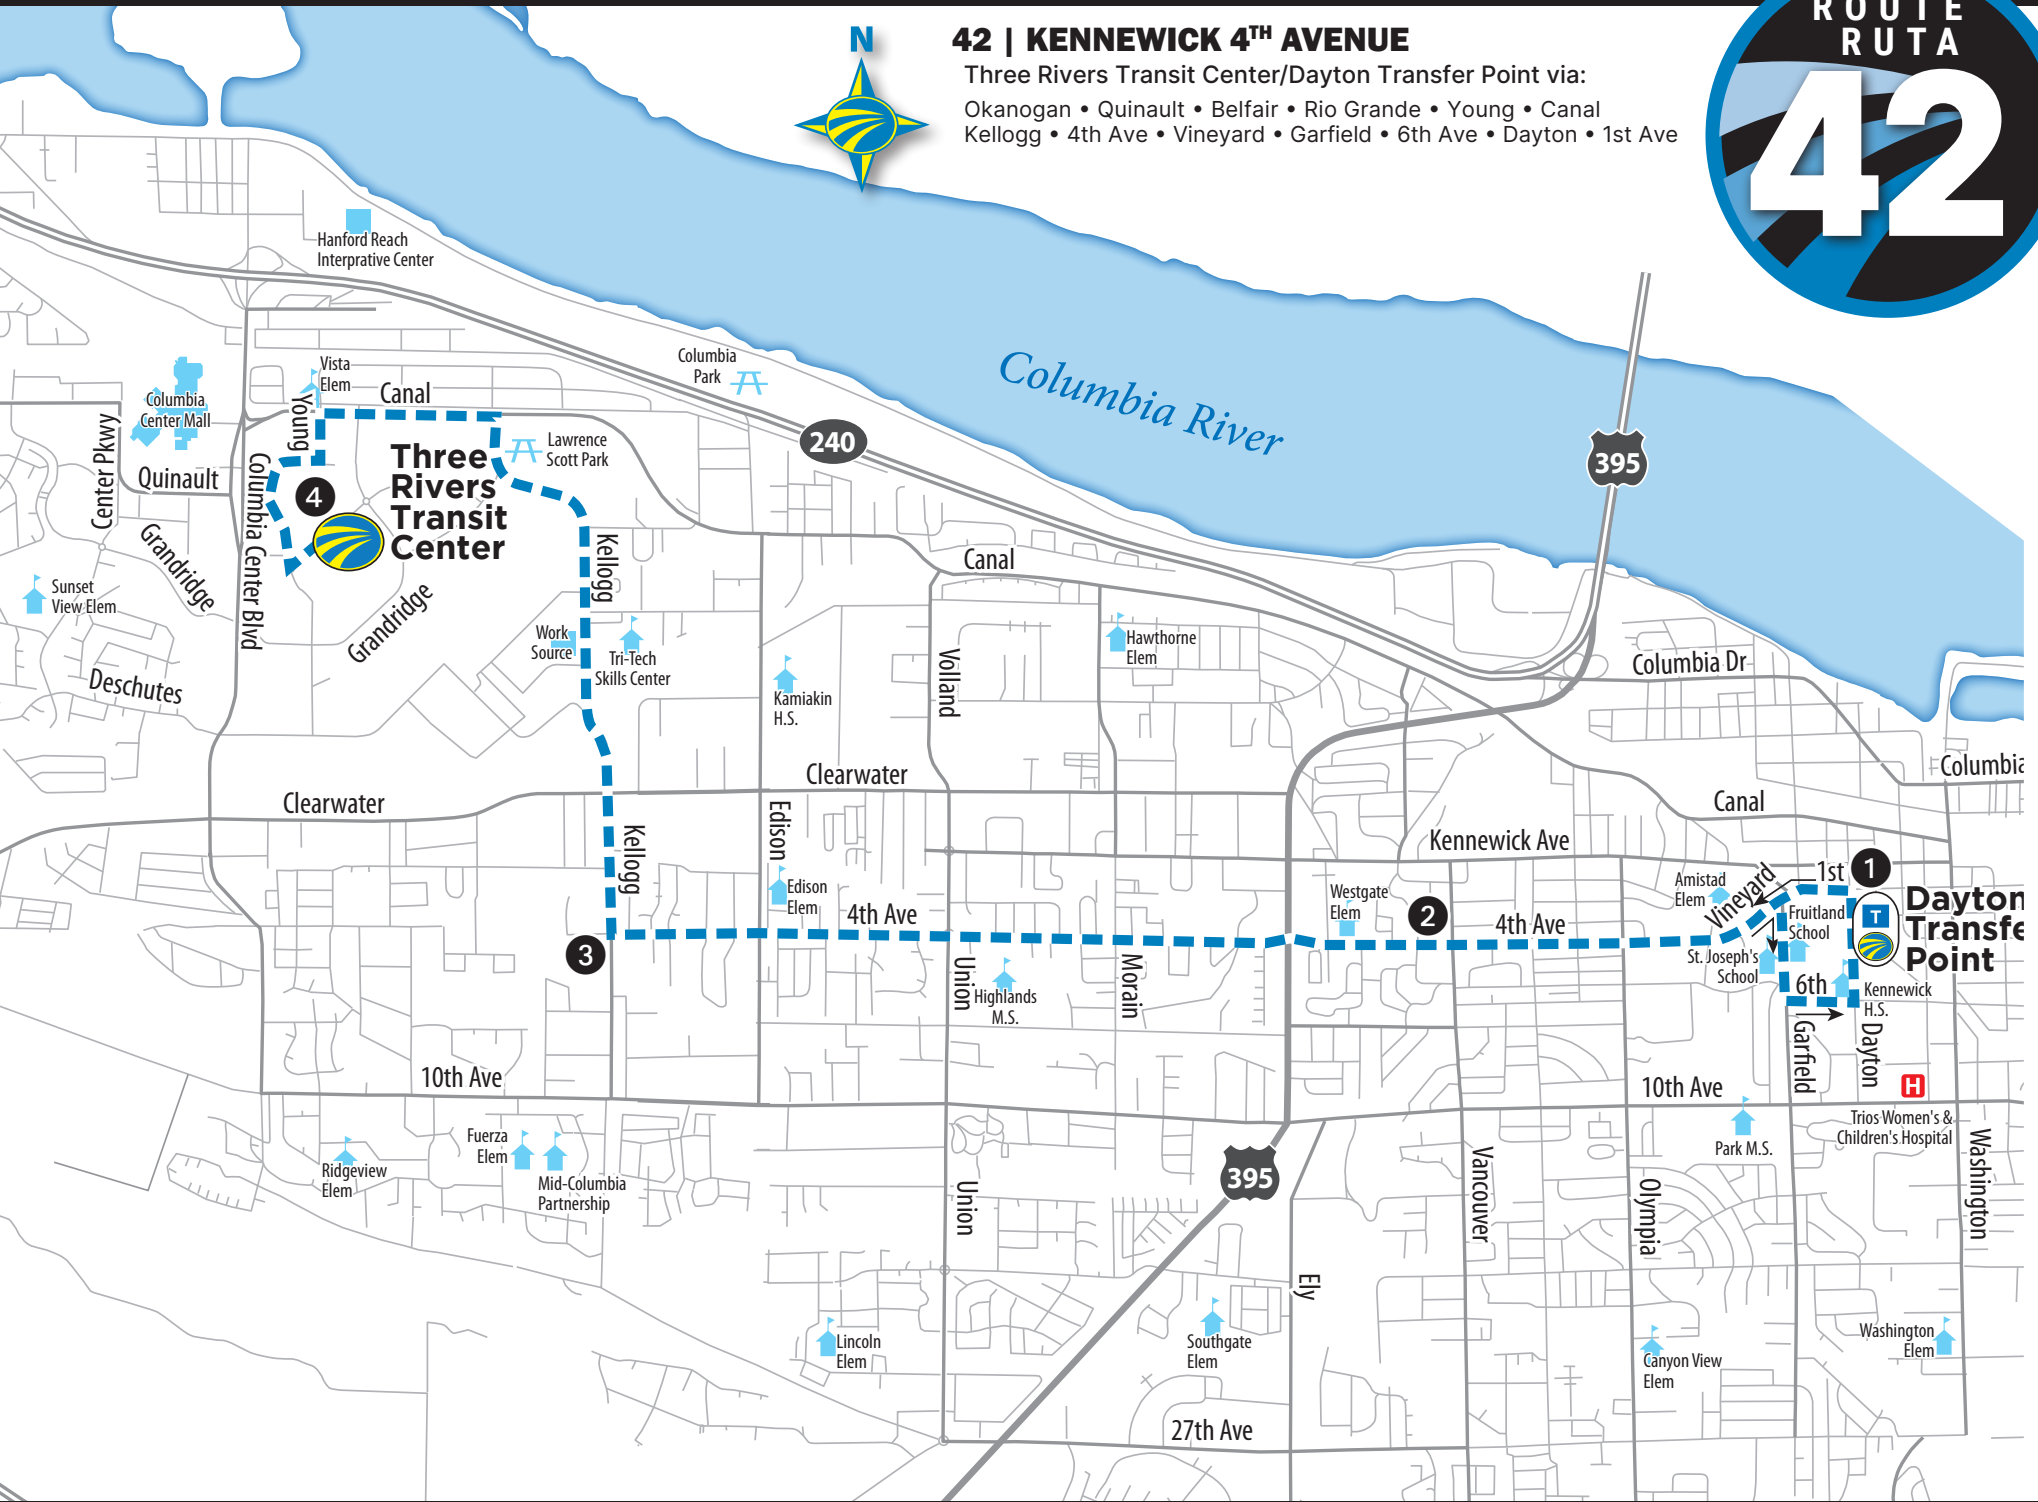 ROUTE
RUTA
42
N
42 | KENNEWICK 4TH AVENUE
Three Rivers Transit Center/Dayton Transfer Point via:
Okanogan • Quinault • Belfair • Rio Grande • Young • Canal
Kellogg • 4th Ave • Vineyard • Garfield • 6th Ave • Dayton • 1st Ave
Hanford Reach
Interprative Center
Columbia River
Columbia
Park
240
395
Vista
Elem
Canal
Young
Columbia
Center Mall
Center Pkwy
Quinault
Columbia Center Blvd
Grandridge
4
Three
Rivers
Transit
Center
Lawrence
Scott Park
Kellogg
Canal
Sunset
View Elem
Grandridge
Deschutes
Work
Source
Tri-Tech
Skills Center
Kamiakin
H.S.
Volland
Hawthorne
Elem
Columbia Dr
Columbia
Clearwater
Clearwater
Canal
Kennewick Ave
Kellogg
Edison
Edison
Elem
4th Ave
Westgate
Elem
2
4th Ave
Amistad
Elem
Vineyard
1st
1
Fruitland
School
St. Joseph's
School
6th
T
Dayton
Transfe
Point
Kennewick
H.S.
Garfield
Dayton
3
Union
Highlands
M.S.
Morain
10th Ave
10th Ave
H
Trios Women's &
Children's Hospital
Park M.S.
Washington
Fuerza
Elem
Ridgeview
Elem
Mid-Columbia
Partnership
Union
395
Vancouver
Olympia
Ely
Lincoln
Elem
Southgate
Elem
Canyon View
Elem
Washington
Elem
27th Ave